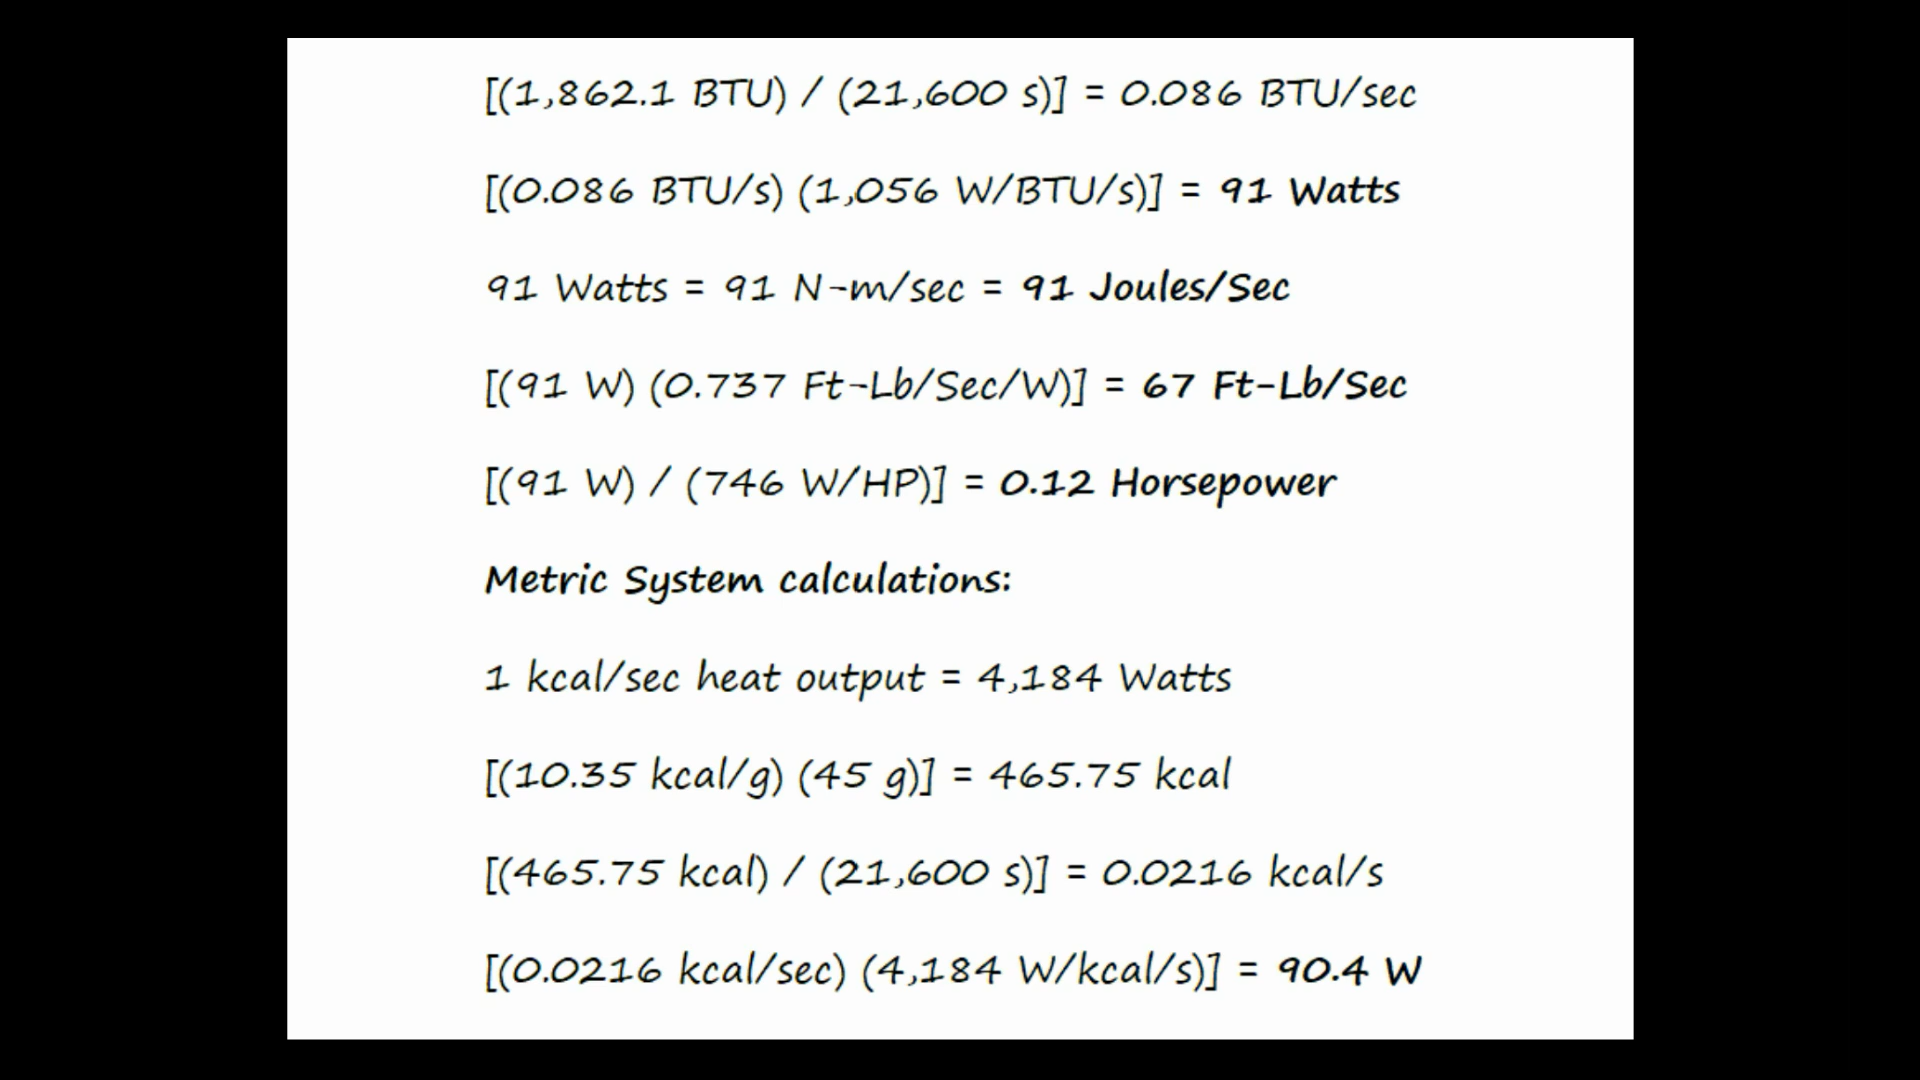 [(1,862.1 BTU) / (21,600 s)] = 0.086 BTU/sec
[(0.086 BTU/s) (1,056 W/BTU/s)] = 91 Watts
91 Watts = 91 N-m/sec = 91 Joules/Sec
[(91 W) (0.737 Ft-Lb/Sec/W)] = 67 Ft-Lb/Sec
[(91 W) / (746 W/HP)] = 0.12 Horsepower
Metric System calculations:
1 kcal/sec heat output = 4,184 Watts
[(10.35 kcal/g) (45 g)] = 465.75 kcal
[(465.75 kcal) / (21,600 s)] = 0.0216 kcal/s
[(0.0216 kcal/sec) (4,184 W/kcal/s)] = 90.4 W